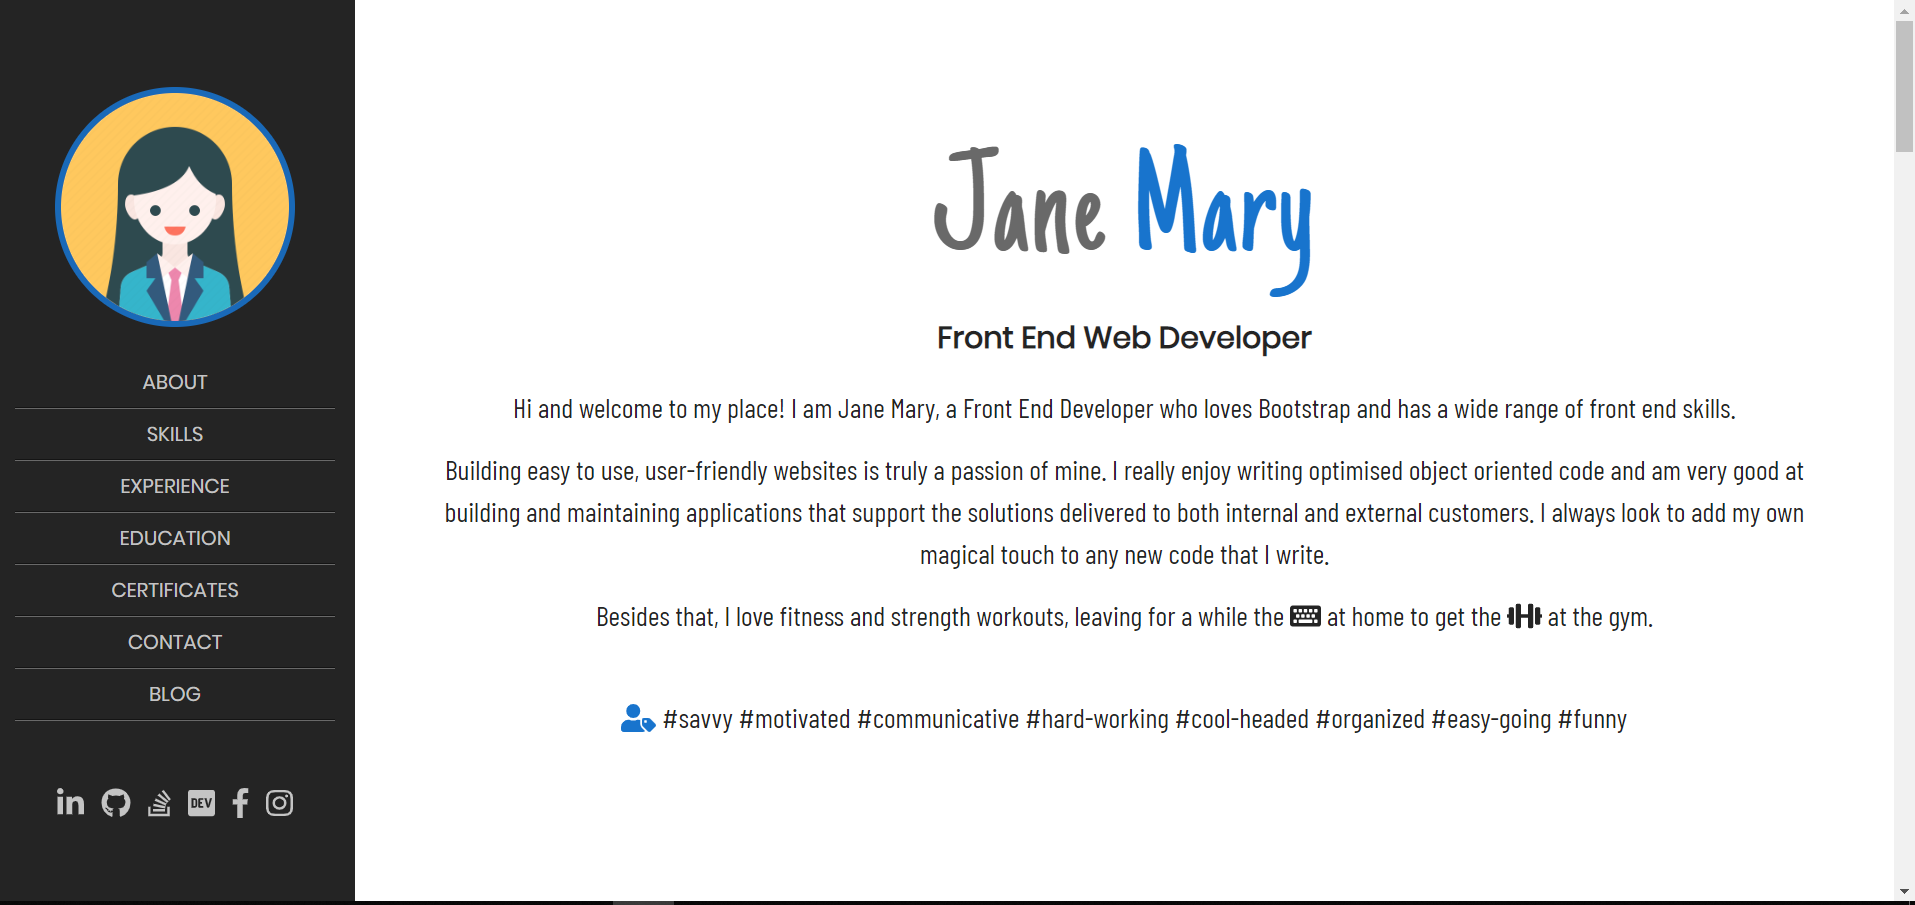 ABOUT
SKILLS
EXPERIENCE
EDUCATION
CERTIFICATES
CONTACT
BLOG
in
DEV
f
Jane Mary
Front End Web Developer
Hi and welcome to my place! I am Jane Mary, a Front End Developer who loves Bootstrap and has a wide range of front end skills.
Building easy to use, user-friendly websites is truly a passion of mine. I really enjoy writing optimised object oriented code and am very good at
building and maintaining applications that support the solutions delivered to both internal and external customers. I always look to add my own
magical touch to any new code that I write.
Besides that, I love fitness and strength workouts, leaving for a while the at home to get the at the gym.
#savvy #motivated #communicative #hard-working #cool-headed #organized #easy-going #funny